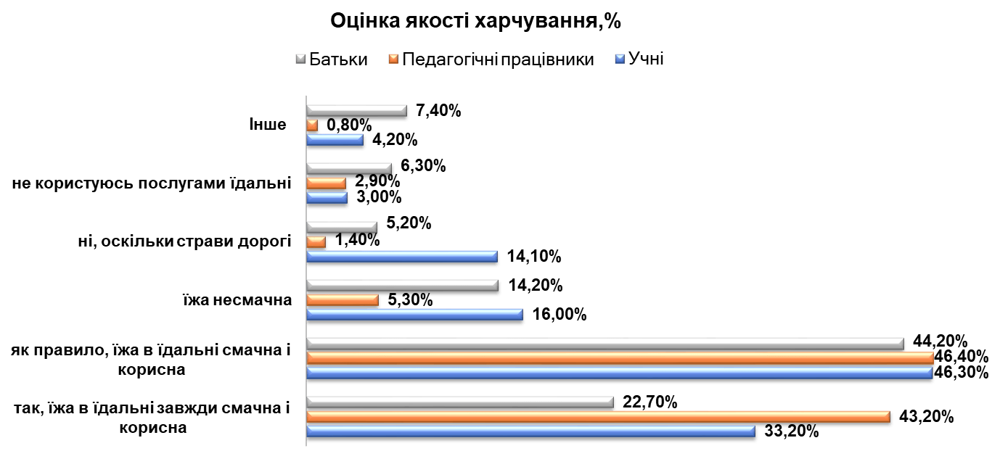 Оцінка якості харчування,%
Батьки Педагогічні працівники Учні
Інше
7,40%
0,80%
4,20%
не користуюсь послугами їдальні
6,30%
2,90%
3,00%
ні, оскільки страви дорогі
5,20%
1,40%
14,10%
їжа несмачна
14,20%
5,30%
16,00%
як правило, їжа в їдальні смачна і
корисна
44,20%
46,40%
46,30%
так, їжа в їдальні завжди смачна і
корисна
22,70%
43,20%
33,20%